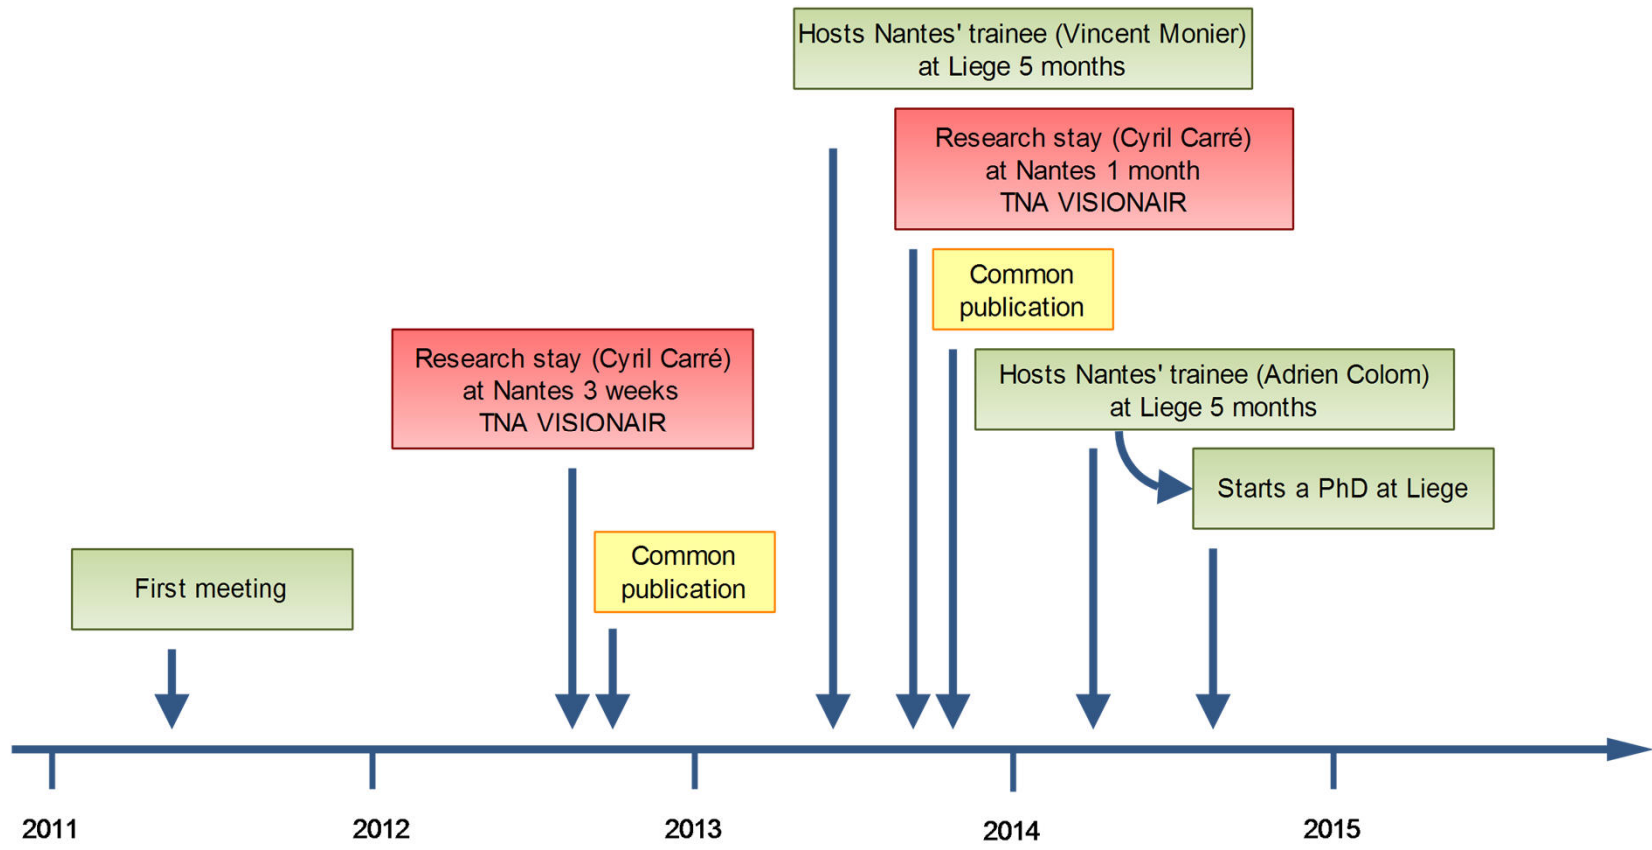 Hosts Nantes' trainee (Vincent Monier)
at Liege 5 months
Research stay (Cyril Carré)
at Nantes 1 month
TNA VISIONAIR
Common
publication
Research stay (Cyril Carré)
at Nantes 3 weeks
TNA VISIONAIR
Hosts Nantes' trainee (Adrien Colom)
at Liege 5 months
Starts a PhD at Liege
Common
publication
First meeting
2011
2012
2013
2014
2015